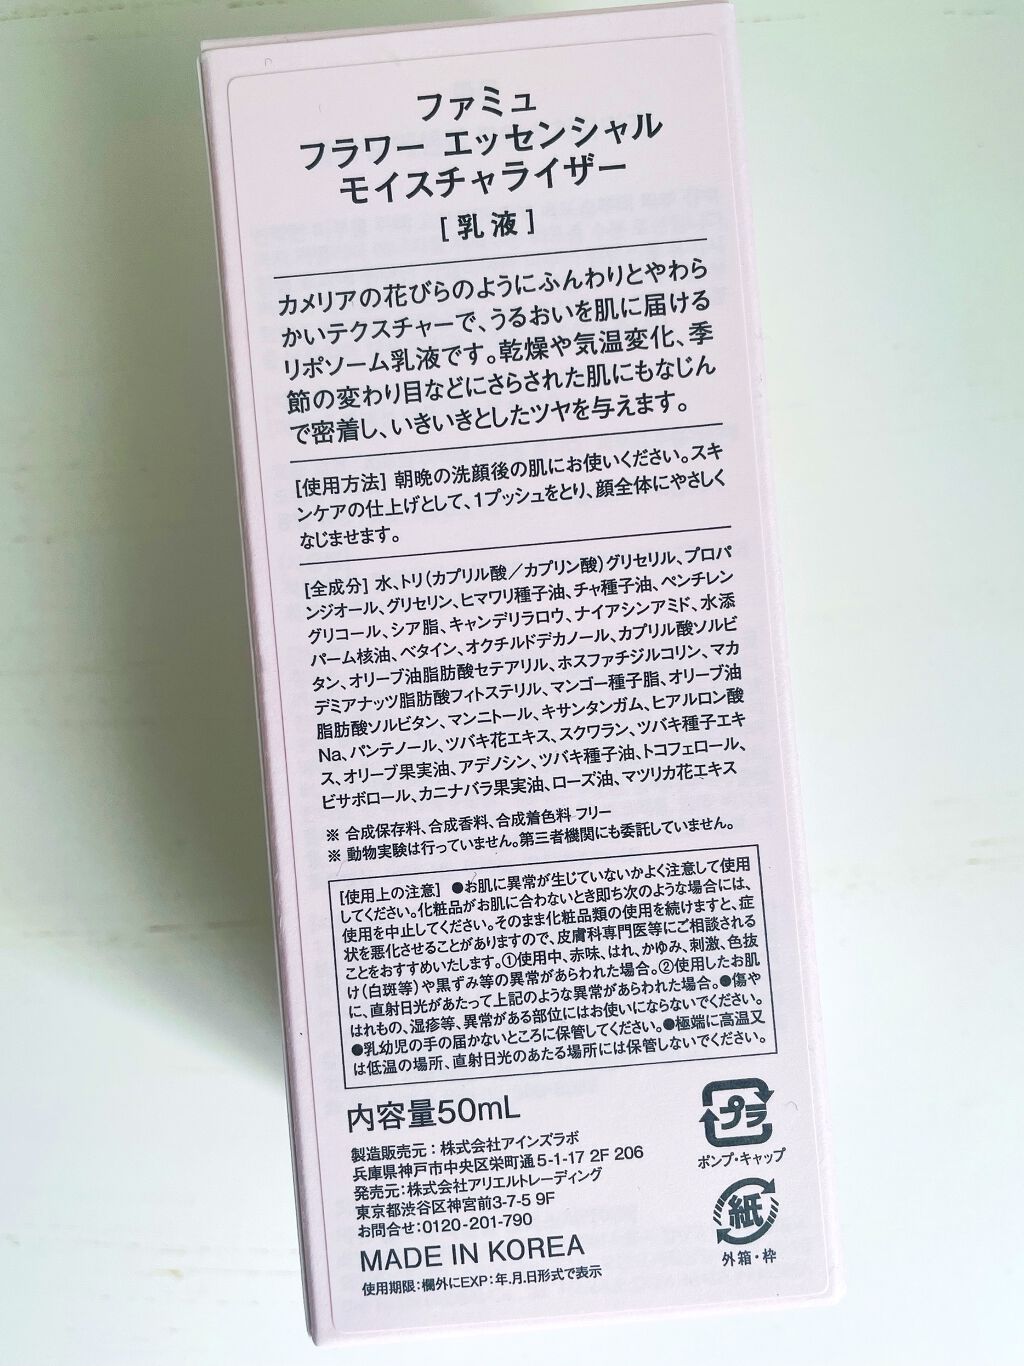 ファミュ
フラワー エッセンシャル
モイスチャライザー
[乳液]
カメリアの花びらのようにふんわりとやわら
かいテクスチャーで、うるおいを肌に届ける
リポソーム乳液です。乾燥や気温変化、季
節の変わり目などにさらされた肌にもなじん
で密着し、いきいきとしたツヤを与えます。
[使用方法] 朝晩の洗顔後の肌にお使いください。スキ
ンケアの仕上げとして、1プッシュをとり、顔全体にやさしく
なじませます。
[全成分] 水、トリ(カプリル酸／カプリン酸)グリセリル、プロパ
ンジオール、グリセリン、ヒマワリ種子油、チャ種子油、ペンチレン
グリコール、シア脂、キャンデリラロウ、ナイアシンアミド、水添
パーム核油、ベタイン、オクチルドデカノール、カプリル酸ソルビ
タン、オリーブ油脂肪酸セテアリル、ホスファチジルコリン、マカ
デミアナッツ脂肪酸フィトステリル、マンゴー種子脂、オリーブ油
脂肪酸ソルビタン、マンニトール、キサンタンガム、ヒアルロン酸
Na、パンテノール、ツバキ花エキス、スクワラン、ツバキ種子エキ
ス、オリーブ果実油、アデノシン、ツバキ種子油、トコフェロール、
ビサボロール、カニナバラ果実油、ローズ油、マツリカ花エキス
※ 合成保存料、合成香料、合成着色料 フリー
※ 動物実験は行っていません。第三者機関にも委託していません。
[使用上の注意] ●お肌に異常が生じていないかよく注意して使用
してください。化粧品がお肌に合わないとき即ち次のような場合には、
使用を中止してください。そのまま化粧品類の使用を続けますと、症
状を悪化させることがありますので、皮膚科専門医等にご相談される
ことをおすすめいたします。①使用中、赤味、はれ、かゆみ、刺激、色抜
け(白斑等)や黒ずみ等の異常があらわれた場合。②使用したお肌
に、直射日光があたって上記のような異常があらわれた場合。●傷や
はれもの、湿疹等、異常がある部位にはお使いにならないでください。
●乳幼児の手の届かないところに保管してください。●極端に高温又
は低温の場所、直射日光のあたる場所には保管しないでください。
内容量50mL
製造販売元：株式会社アインズラボ
兵庫県神戸市中央区栄町通5-1-17 2F 206
発売元：株式会社アリエルトレーディング
東京都渋谷区神宮前3-7-5 9F
お問合せ：0120-201-790
MADE IN KOREA
使用期限：欄外にEXP：年.月.日形式で表示
プラ
ポンプ・キャップ
紙
外箱・枠